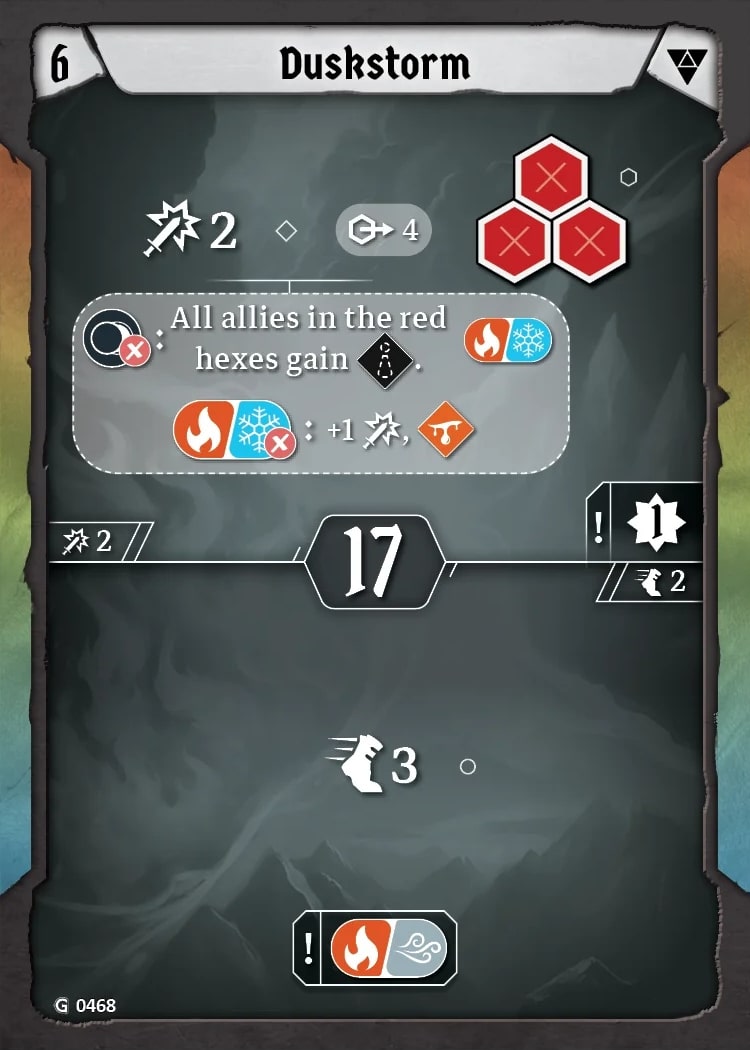 6 Duskstorm
2 4
: All allies in the red
hexes gain .
: +1 ,
2 17 ! 1
2
3
!
G 0468